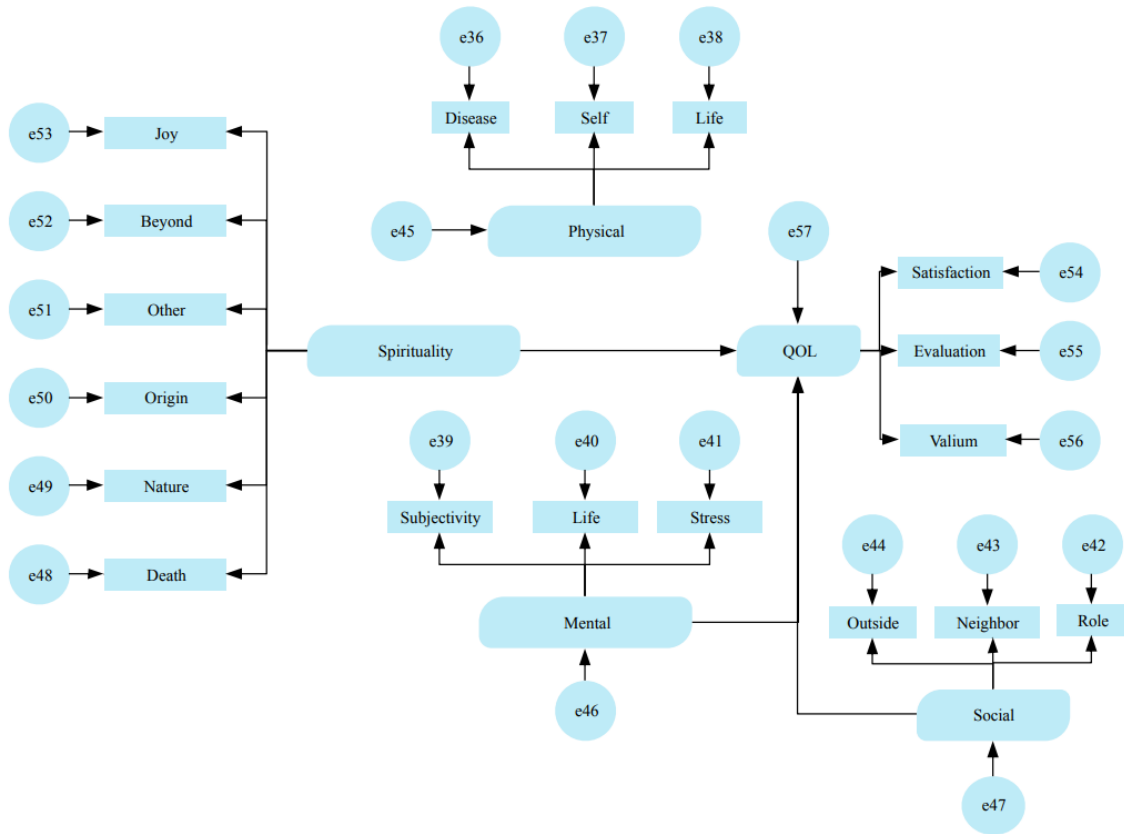 e36
e37
e38
Disease
Self
Life
e53
Joy
e52
Beyond
e45
Physical
e57
e51
Other
Satisfaction
e54
Spirituality
QOL
Evaluation
e55
e50
Origin
e39
e40
e41
Valium
e56
e49
Nature
Subjectivity
Life
Stress
e44
e43
e42
e48
Death
Mental
Outside
Neighbor
Role
e46
Social
e47